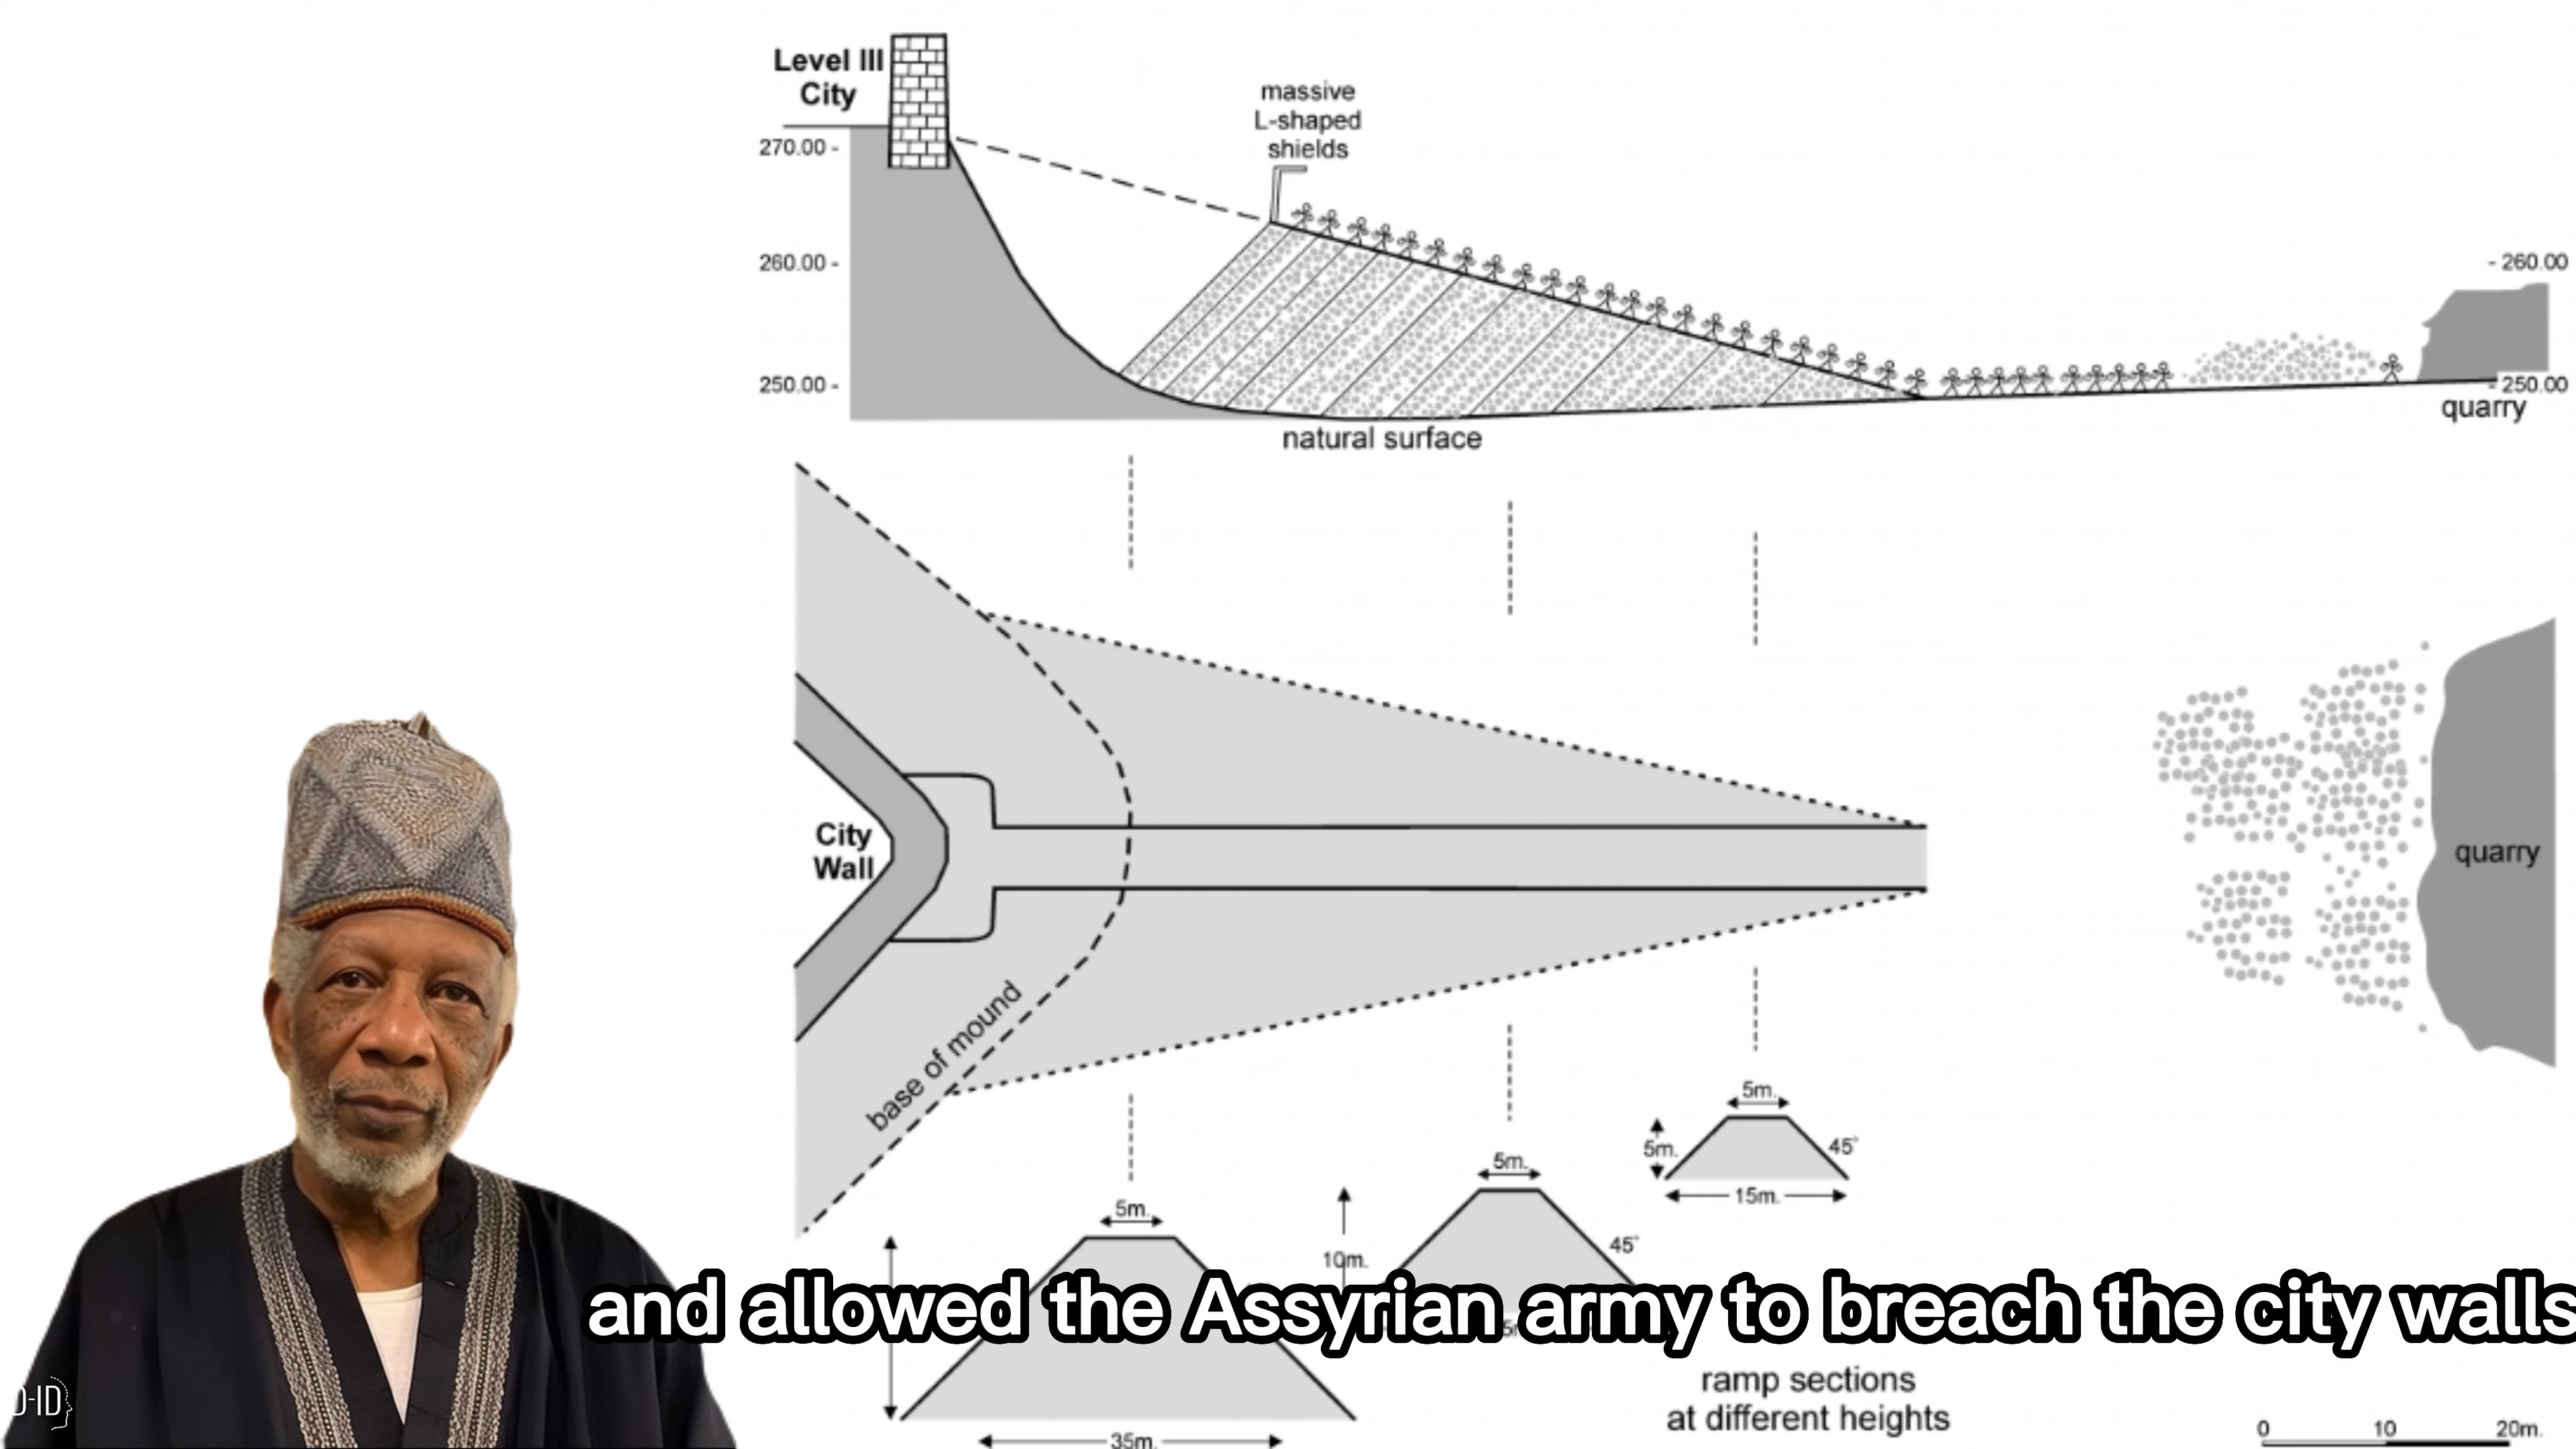 Level III
City
massive
L-shaped
shields
270.00 -
260.00 -
250.00 -
- 260.00
- 250.00
quarry
natural surface
City
Wall
quarry
base of mound
5m.
5m.
45°
15m.
5m.
10m.
45°
5m.
and allowed the Assyrian army to breach the city walls
35m.
ramp sections
at different heights
0 10 20m.
D-ID